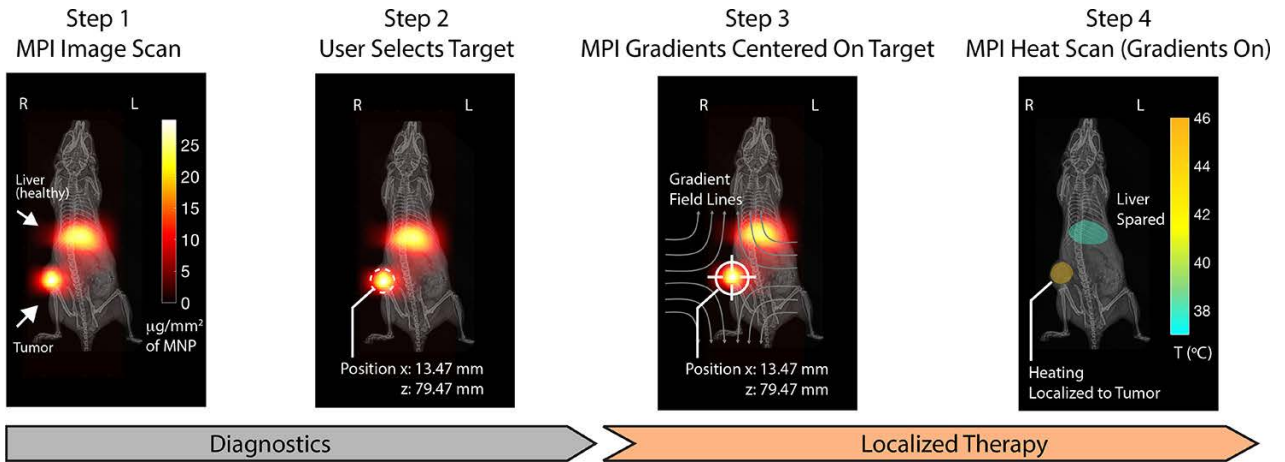 Step 1
MPI Image Scan
R
L
25
20
15
10
5
0
μg/mm²
of MNP
Liver
(healthy)
Tumor
Step 2
User Selects Target
R
L
Position x: 13.47 mm
z: 79.47 mm
Step 3
MPI Gradients Centered On Target
R
L
Gradient
Field Lines
Position x: 13.47 mm
z: 79.47 mm
Step 4
MPI Heat Scan (Gradients On)
R
L
46
44
42
40
38
T (ºC)
Liver
Spared
Heating
Localized to Tumor
Diagnostics
Localized Therapy